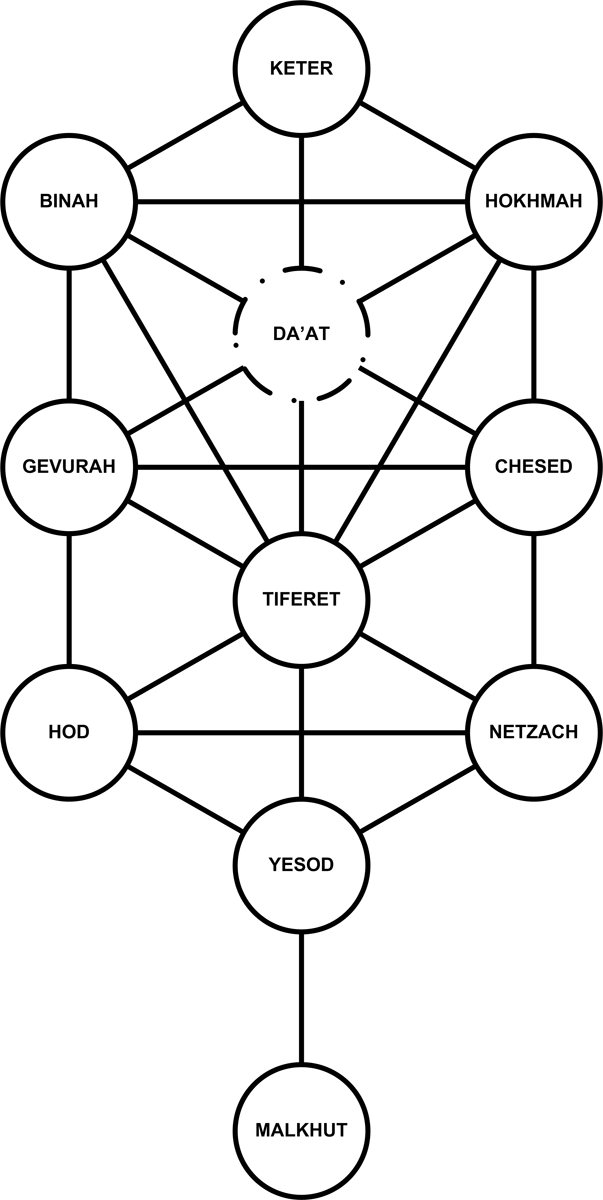 KETER
BINAH
HOKHMAH
DA’AT
GEVURAH
CHESED
TIFERET
HOD
NETZACH
YESOD
MALKHUT